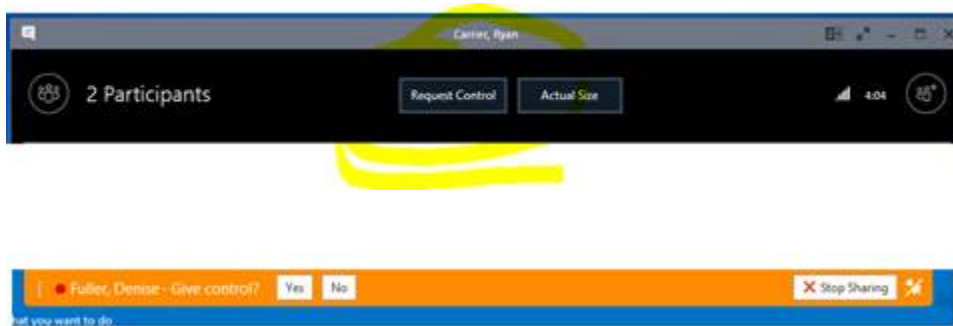 Carrier, Ryan
2 Participants
Request Control
Actual Size
4:04
Fuller, Denise - Give control?
Yes
No
Stop Sharing
hat you want to do